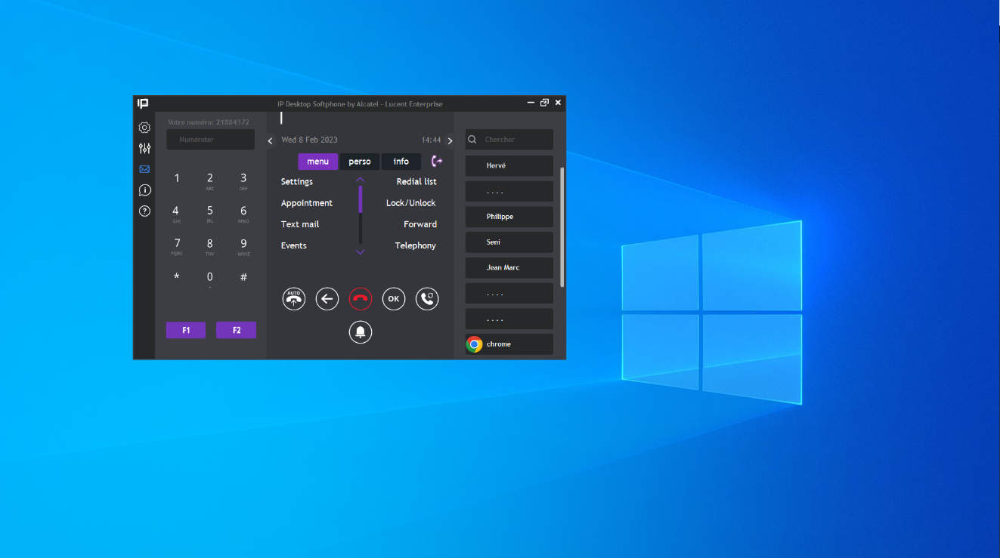 IP
IP Desktop Softphone by Alcatel - Lucent Enterprise
Votre numéro: 21884372
Numéroter
1
2
ABC
3
DEF
4
GHI
5
JKL
6
MNO
7
PQRS
8
TUV
9
WXYZ
*
0
+
#
F1
F2
Wed 8 Feb 2023
14:44
menu
perso
info
Settings
Redial list
Appointment
Lock/Unlock
Text mail
Forward
Events
Telephony
AUTO
OK
Chercher
Hervé
. . . .
Philippe
Seni
Jean Marc
. . . .
. . . .
chrome